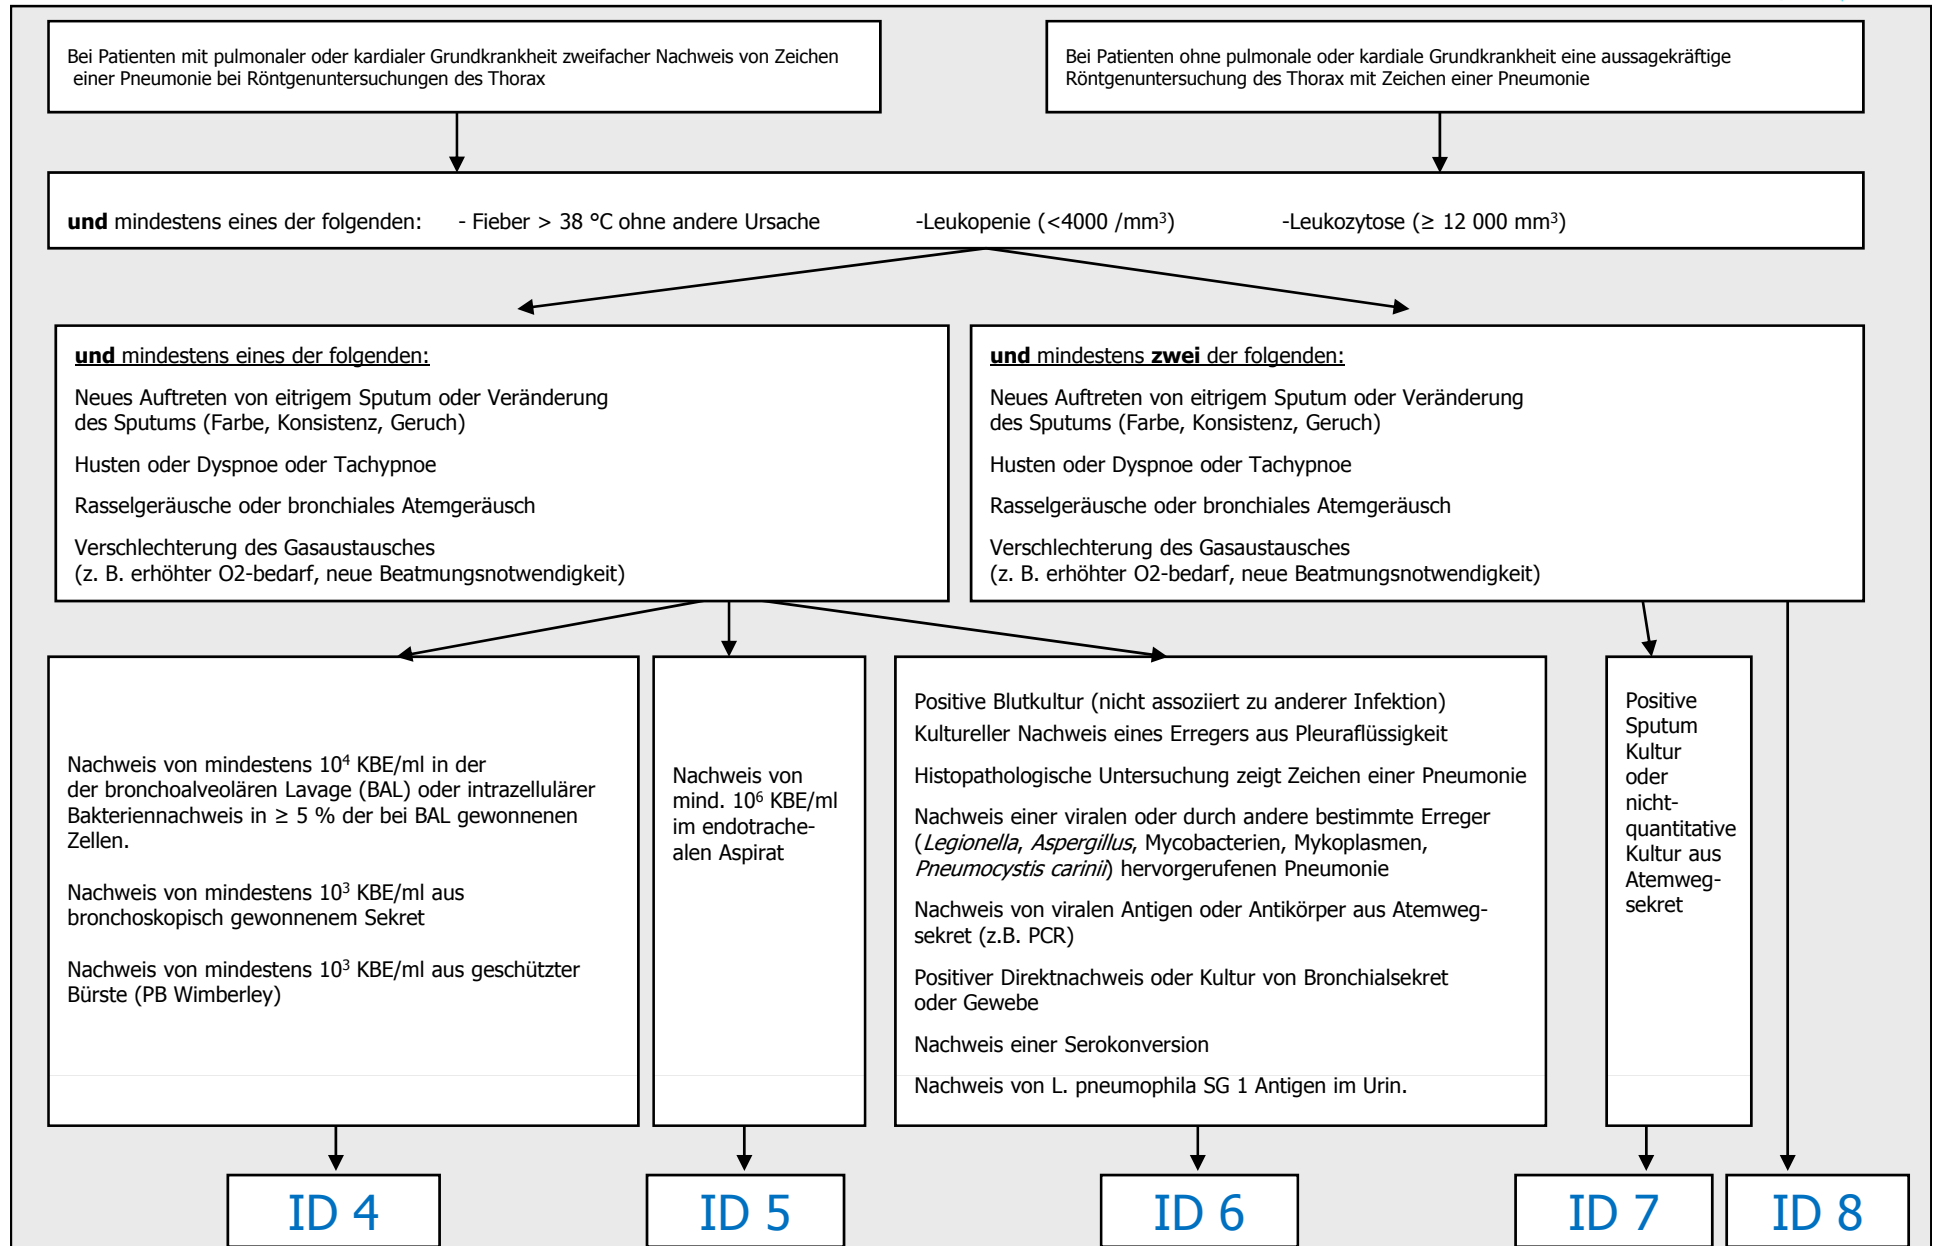 Bei Patienten mit pulmonaler oder kardialer Grundkrankheit zweifacher Nachweis von Zeichen
einer Pneumonie bei Röntgenuntersuchungen des Thorax
Bei Patienten ohne pulmonale oder kardiale Grundkrankheit eine aussagekräftige
Röntgenuntersuchung des Thorax mit Zeichen einer Pneumonie
und mindestens eines der folgenden: - Fieber > 38 °C ohne andere Ursache -Leukopenie (<4000 /mm³) -Leukozytose (≥ 12 000 mm³)
und mindestens eines der folgenden:
Neues Auftreten von eitrigem Sputum oder Veränderung
des Sputums (Farbe, Konsistenz, Geruch)
Husten oder Dyspnoe oder Tachypnoe
Rasselgeräusche oder bronchiales Atemgeräusch
Verschlechterung des Gasaustausches
(z. B. erhöhter O2-bedarf, neue Beatmungsnotwendigkeit)
und mindestens zwei der folgenden:
Neues Auftreten von eitrigem Sputum oder Veränderung
des Sputums (Farbe, Konsistenz, Geruch)
Husten oder Dyspnoe oder Tachypnoe
Rasselgeräusche oder bronchiales Atemgeräusch
Verschlechterung des Gasaustausches
(z. B. erhöhter O2-bedarf, neue Beatmungsnotwendigkeit)
Nachweis von mindestens 10⁴ KBE/ml in der
der bronchoalveolären Lavage (BAL) oder intrazellulärer
Bakteriennachweis in ≥ 5 % der bei BAL gewonnenen
Zellen.
Nachweis von mindestens 10³ KBE/ml aus
bronchoskopisch gewonnenem Sekret
Nachweis von mindestens 10³ KBE/ml aus geschützter
Bürste (PB Wimberley)
Nachweis von
mind. 10⁶ KBE/ml
im endotrache-
alen Aspirat
Positive Blutkultur (nicht assoziiert zu anderer Infektion)
Kultureller Nachweis eines Erregers aus Pleuraflüssigkeit
Histopathologische Untersuchung zeigt Zeichen einer Pneumonie
Nachweis einer viralen oder durch andere bestimmte Erreger
(Legionella, Aspergillus, Mycobacterien, Mykoplasmen,
Pneumocystis carinii) hervorgerufenen Pneumonie
Nachweis von viralen Antigen oder Antikörper aus Atemweg-
sekret (z.B. PCR)
Positiver Direktnachweis oder Kultur von Bronchialsekret
oder Gewebe
Nachweis einer Serokonversion
Nachweis von L. pneumophila SG 1 Antigen im Urin.
Positive
Sputum
Kultur
oder
nicht-
quantitative
Kultur aus
Atemweg-
sekret
ID 4
ID 5
ID 6
ID 7
ID 8